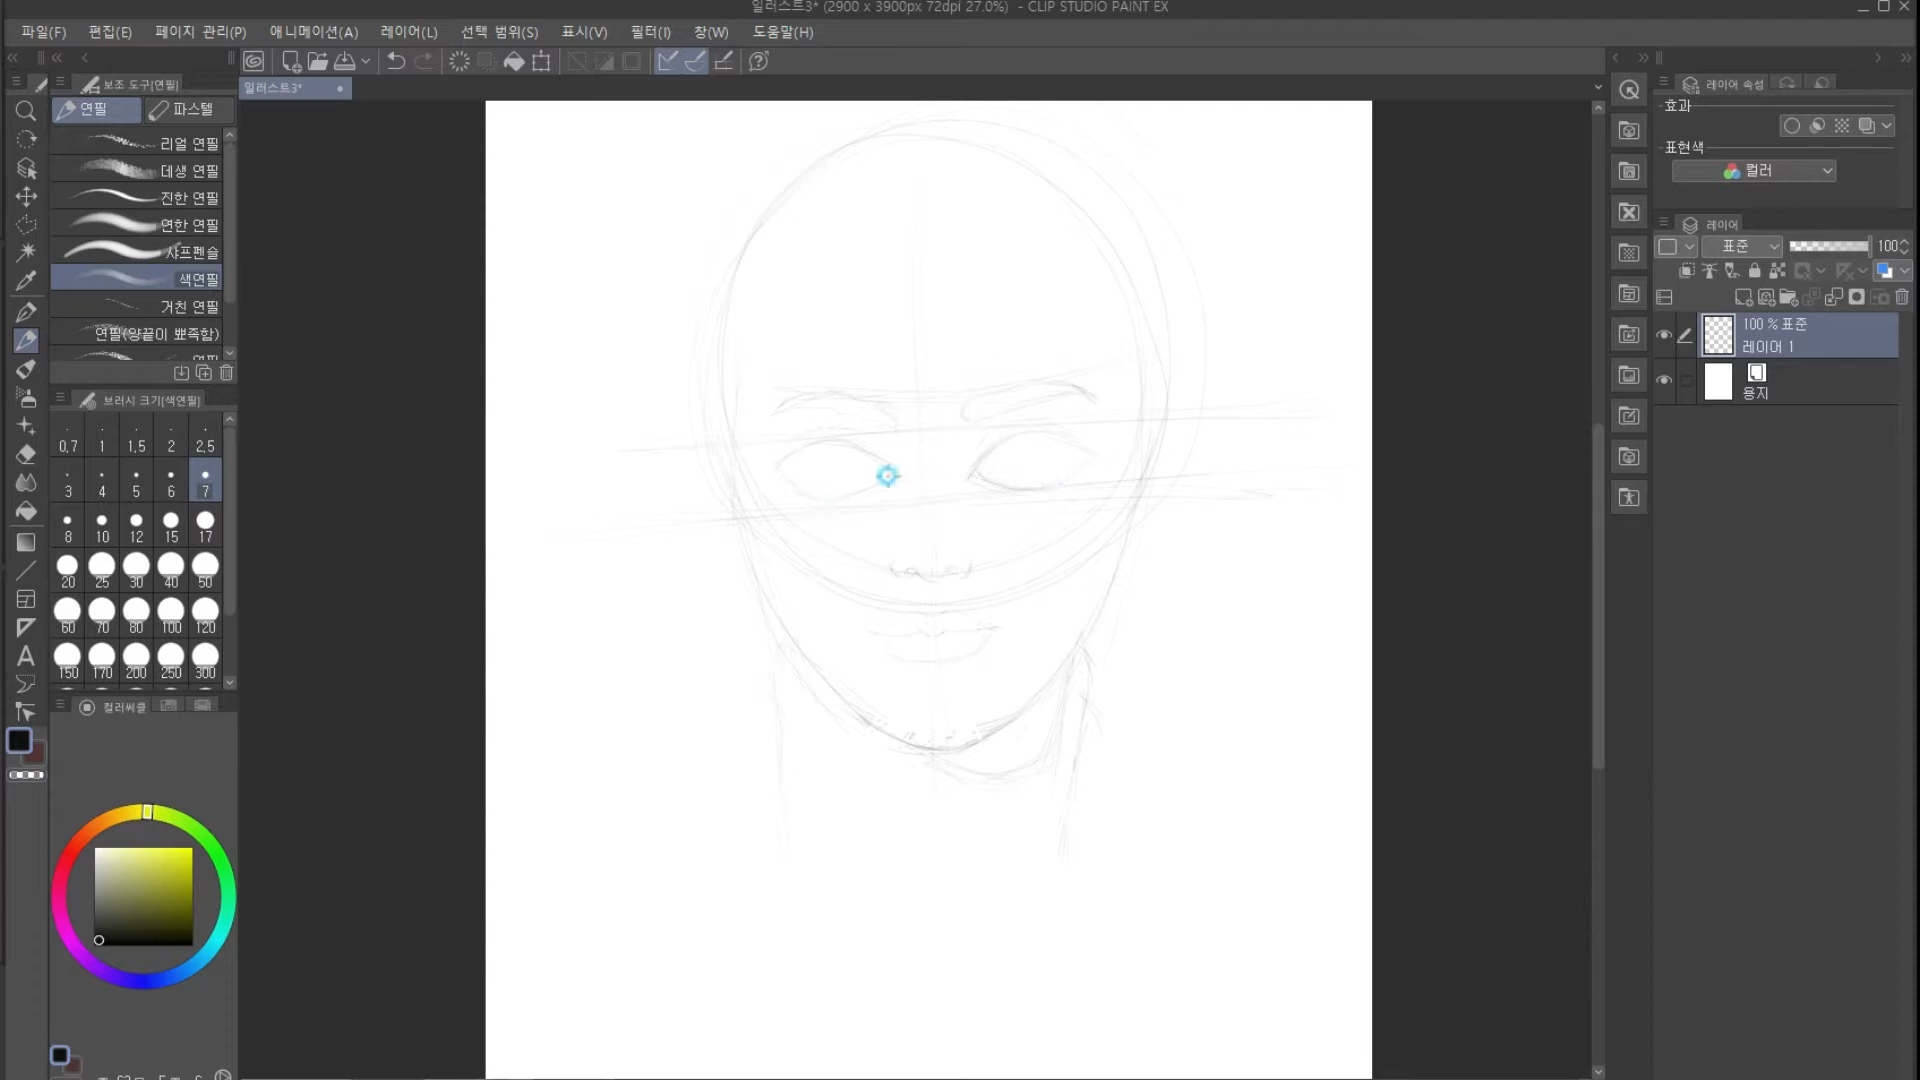 일러스트3* (2900 x 3900px 72dpi 27.0%) - CLIP STUDIO PAINT EX
파일(F) 편집(E) 페이지 관리(P) 애니메이션(A) 레이어(L) 선택 범위(S) 표시(V) 필터(I) 창(W) 도움말(H)
일러스트3*
보조 도구[연필]
연필 파스텔
리얼 연필
데생 연필
진한 연필
연한 연필
샤프펜슬
색연필
거친 연필
연필(양끝이 뾰족함)
브러시 크기[색연필]
0.7 1 1.5 2 2.5
3 4 5 6 7
8 10 12 15 17
20 25 30 40 50
60 70 80 100 120
150 170 200 250 300
컬러써클
레이어 속성
효과
표현색
컬러
레이어
표준 100
100 % 표준
레이어 1
용지